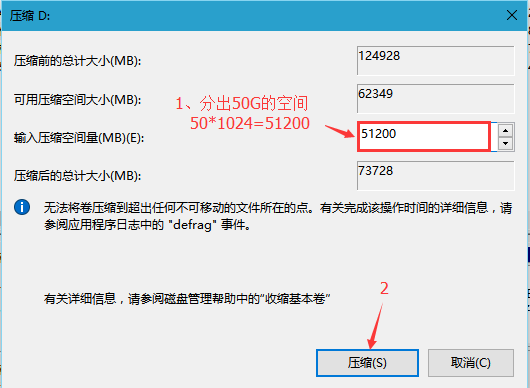 压缩 D:
压缩前的总计大小(MB):
124928
可用压缩空间大小(MB):
62349
1、分出50G的空间
50*1024=51200
输入压缩空间量(MB)(E):
51200
压缩后的总计大小(MB):
73728
无法将卷压缩到超出任何不可移动的文件所在的点。有关完成该操作时间的详细信息，请
参阅应用程序日志中的 "defrag" 事件。
有关详细信息，请参阅磁盘管理帮助中的“收缩基本卷”
2
压缩(S)
取消(C)